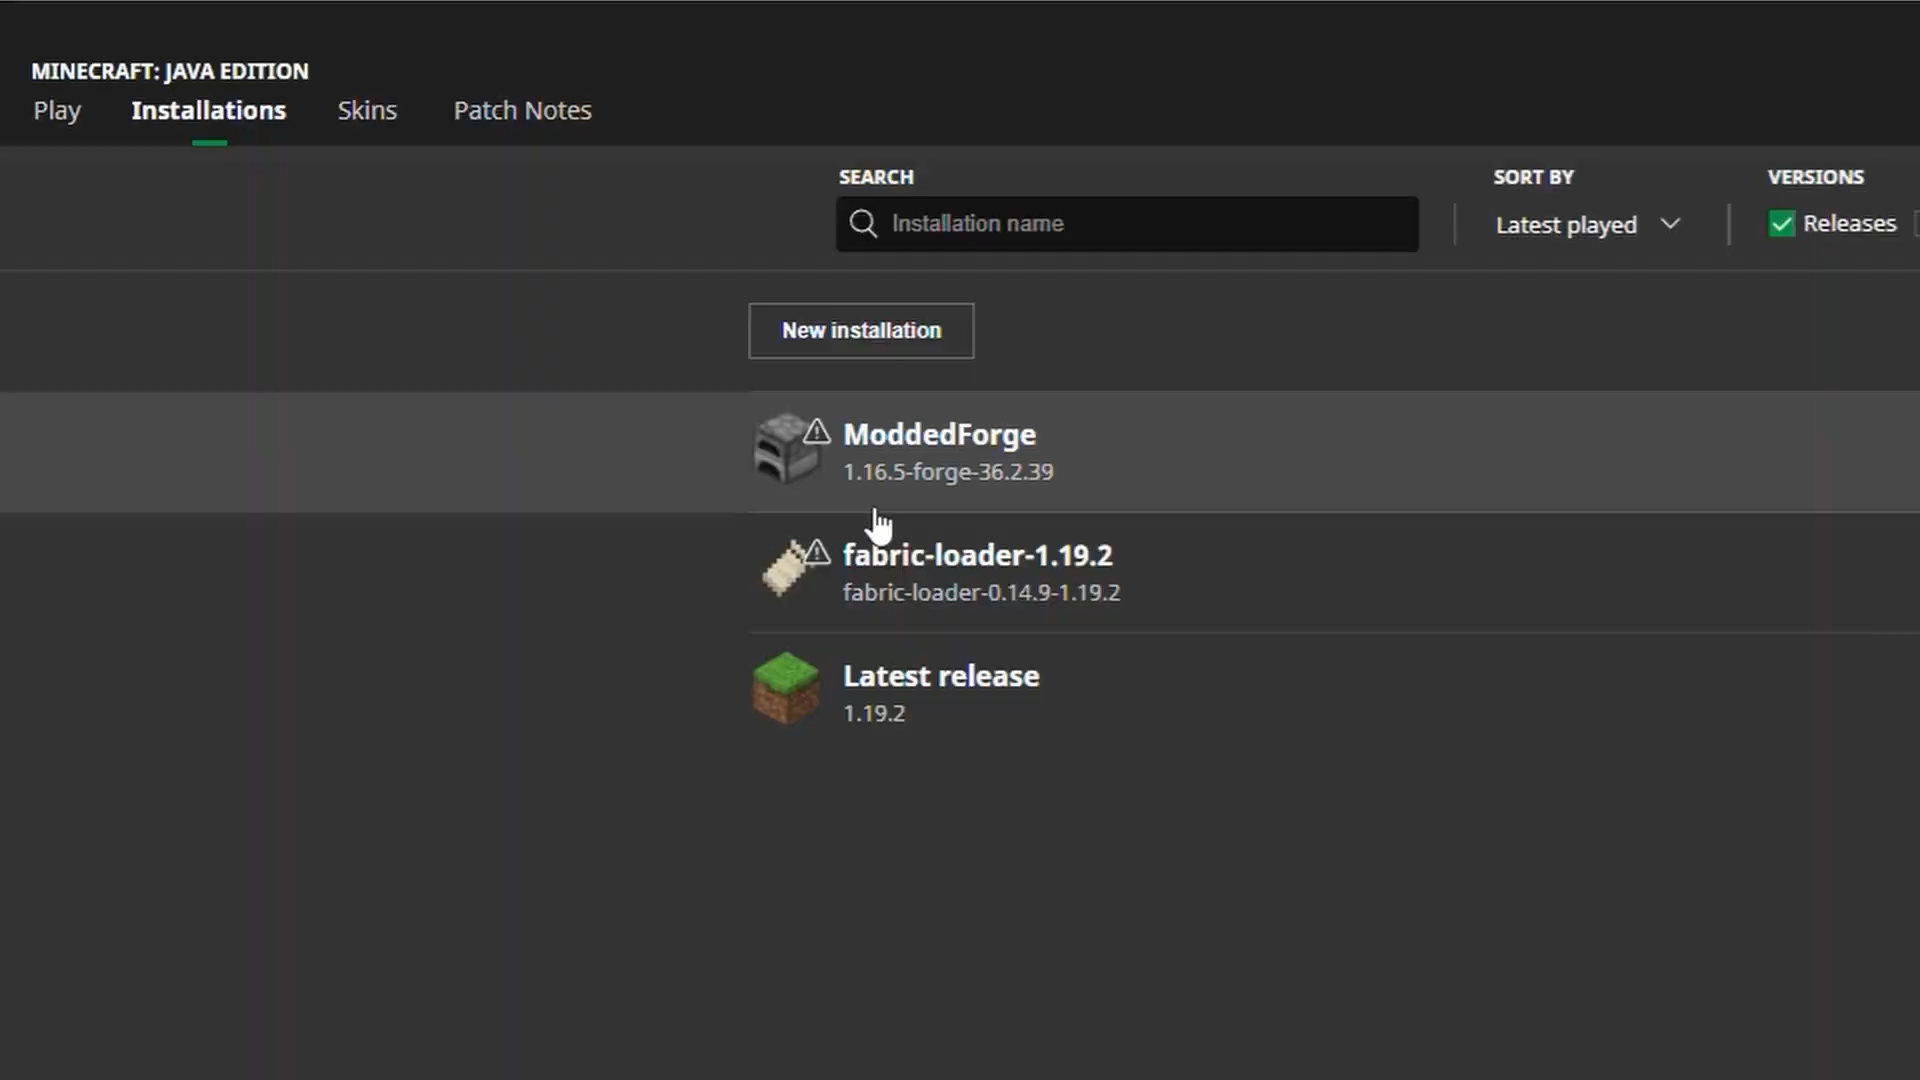 MINECRAFT: JAVA EDITION
Play Installations Skins Patch Notes
SEARCH SORT BY VERSIONS
Installation name Latest played Releases
New installation
ModdedForge
1.16.5-forge-36.2.39
fabric-loader-1.19.2
fabric-loader-0.14.9-1.19.2
Latest release
1.19.2